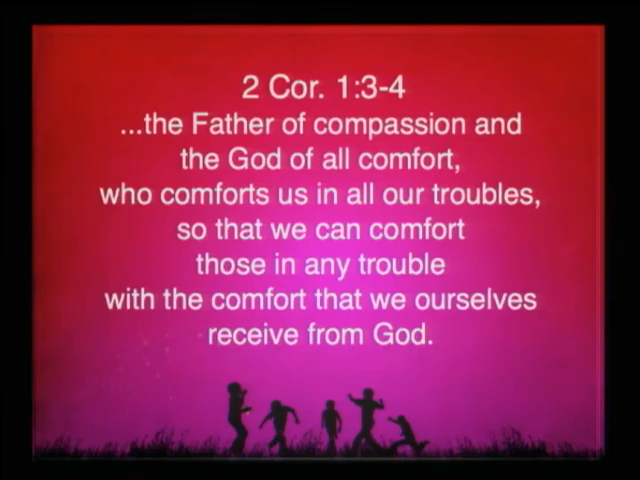 2 Cor. 1:3-4
...the Father of compassion and
the God of all comfort,
who comforts us in all our troubles,
so that we can comfort
those in any trouble
with the comfort that we ourselves
receive from God.